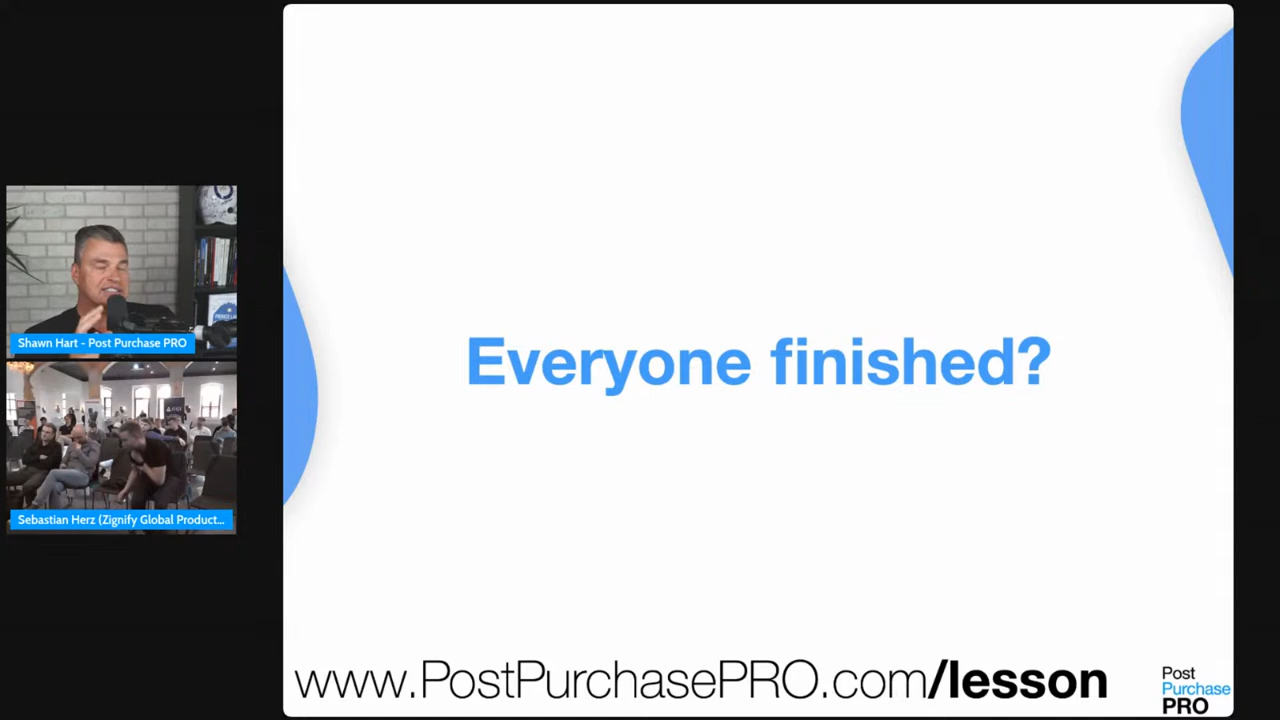 Shawn Hart - Post Purchase PRO
Sebastian Herz (Zignify Global Product...
Everyone finished?
www.PostPurchasePRO.com/lesson
Post
Purchase
PRO